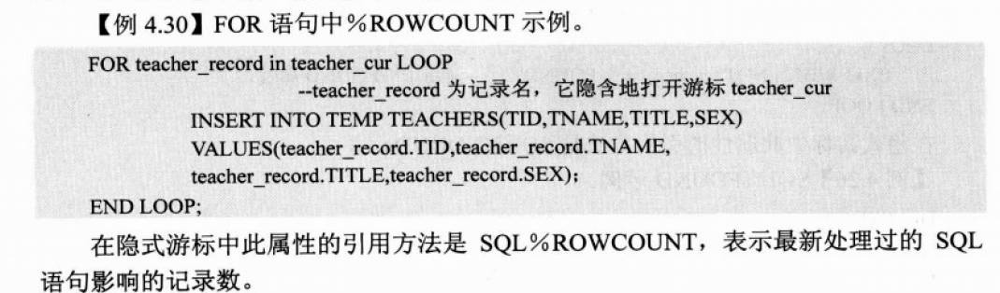 【例 4.30】FOR 语句中%ROWCOUNT 示例。
FOR teacher_record in teacher_cur LOOP
--teacher_record 为记录名，它隐含地打开游标 teacher_cur
INSERT INTO TEMP TEACHERS(TID,TNAME,TITLE,SEX)
VALUES(teacher_record.TID,teacher_record.TNAME,
teacher_record.TITLE,teacher_record.SEX);
END LOOP;
在隐式游标中此属性的引用方法是 SQL%ROWCOUNT，表示最新处理过的 SQL
语句影响的记录数。